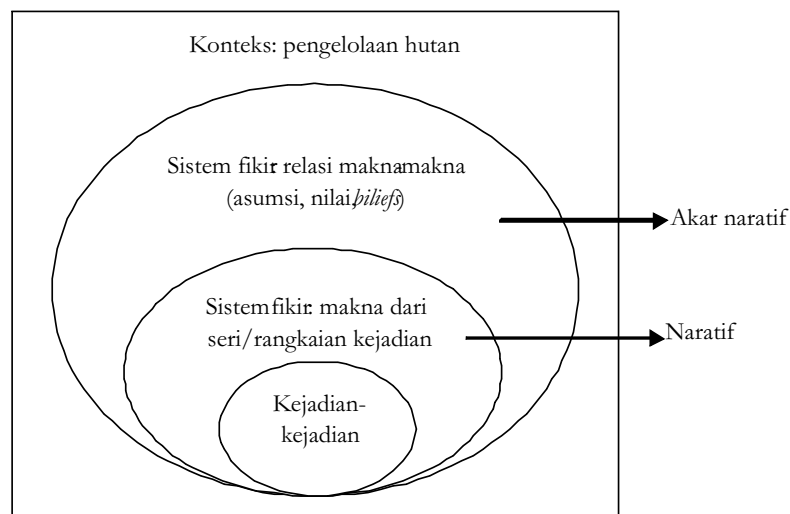 Konteks: pengelolaan hutan
Sistem fikir: relasi maknamakna
(asumsi, nilai,biliefs)
Akar naratif
Sistemfikir: makna dari
seri/rangkaian kejadian
Naratif
Kejadian-
kejadian